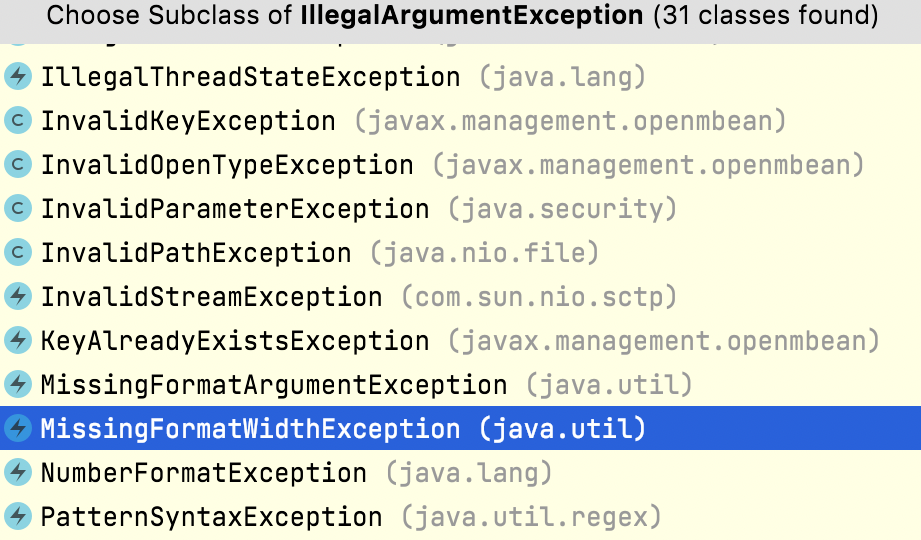 Choose Subclass of IllegalArgumentException (31 classes found)
IllegalThreadStateException (java.lang)
C InvalidKeyException (javax.management.openmbean)
C InvalidOpenTypeException (javax.management.openmbean)
C InvalidParameterException (java.security)
C InvalidPathException (java.nio.file)
InvalidStreamException (com.sun.nio.sctp)
KeyAlreadyExistsException (javax.management.openmbean)
MissingFormatArgumentException (java.util)
MissingFormatWidthException (java.util)
NumberFormatException (java.lang)
PatternSyntaxException (java.util.regex)